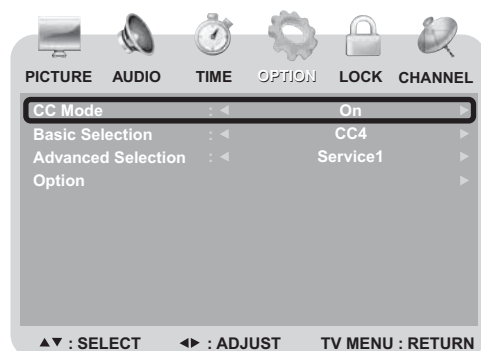 PICTURE AUDIO TIME OPTION LOCK CHANNEL
CC Mode : ◀ On ▶
Basic Selection : ◀ CC4 ▶
Advanced Selection : ◀ Service1 ▶
Option ▶
▲▼ : SELECT ◀▶ : ADJUST TV MENU : RETURN